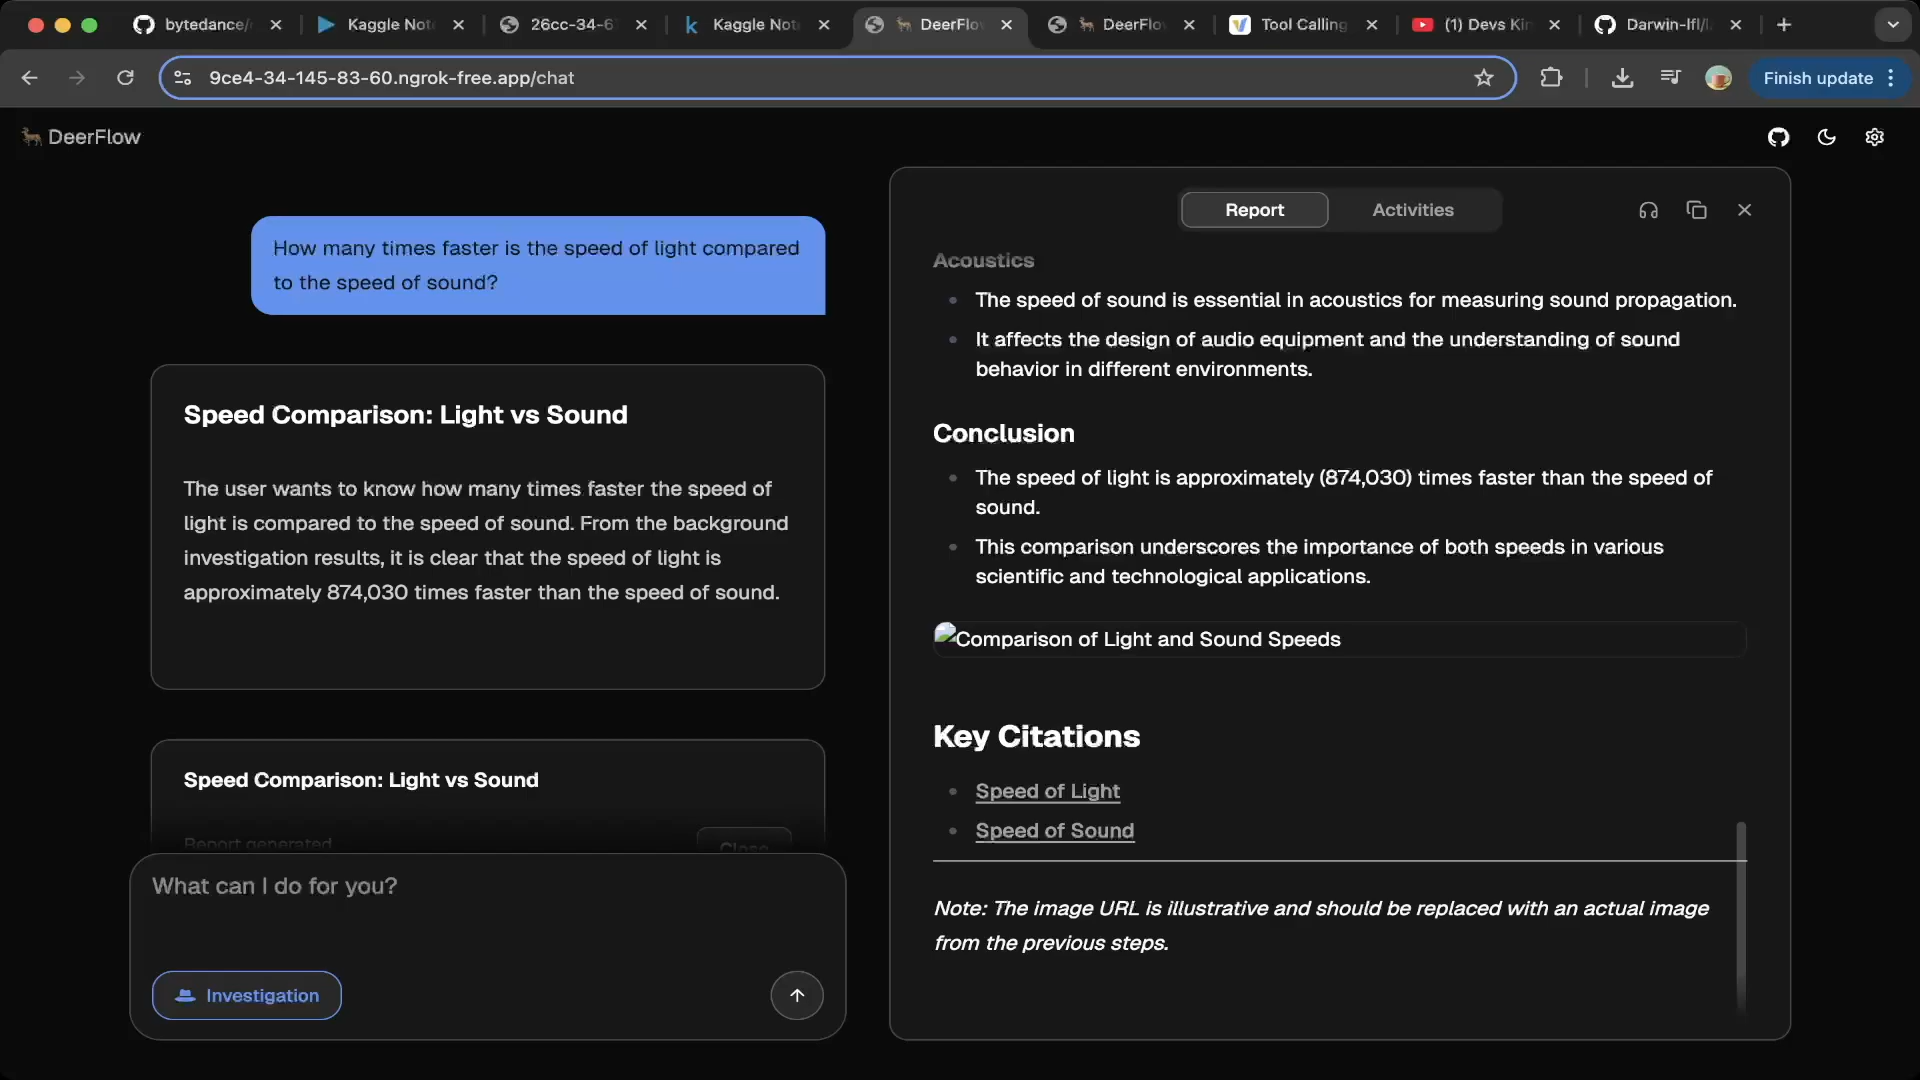 bytedance/
Kaggle Not
26cc-34-6
Kaggle Not
DeerFlo
DeerFlo
Tool Calling
(1) Devs Kin
Darwin-lfl/l
9ce4-34-145-83-60.ngrok-free.app/chat
Finish update
DeerFlow
How many times faster is the speed of light compared
to the speed of sound?
Speed Comparison: Light vs Sound
The user wants to know how many times faster the speed of
light is compared to the speed of sound. From the background
investigation results, it is clear that the speed of light is
approximately 874,030 times faster than the speed of sound.
Speed Comparison: Light vs Sound
Report generated
Close
What can I do for you?
Investigation
Report
Activities
Acoustics
The speed of sound is essential in acoustics for measuring sound propagation.
It affects the design of audio equipment and the understanding of sound
behavior in different environments.
Conclusion
The speed of light is approximately (874,030) times faster than the speed of
sound.
This comparison underscores the importance of both speeds in various
scientific and technological applications.
Comparison of Light and Sound Speeds
Key Citations
Speed of Light
Speed of Sound
Note: The image URL is illustrative and should be replaced with an actual image
from the previous steps.